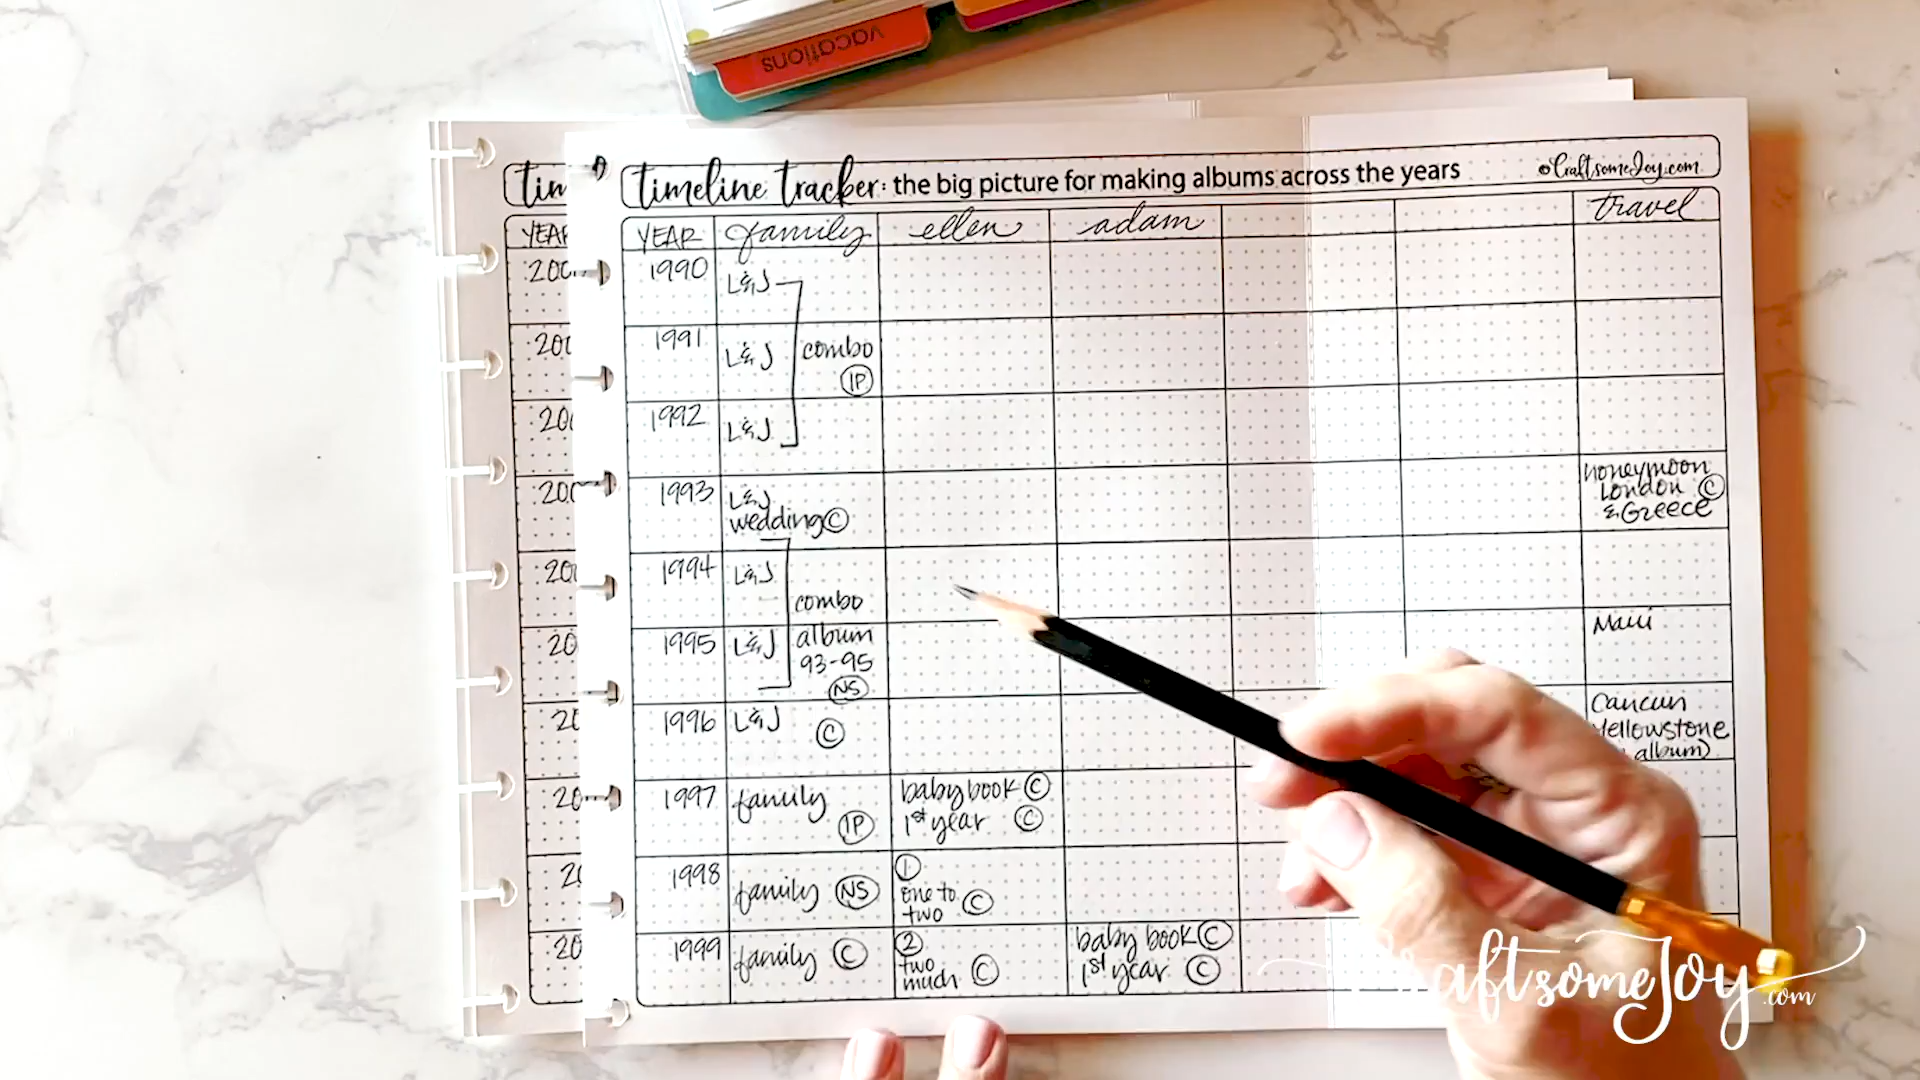 vacations
tim
timeline tracker: the big picture for making albums across the years
©CraftsomeJoy.com
YEAR family ellen adam travel
1990 L&J
1991 L&J combo
IP
1992 L&J
1993 L&J
wedding ©
honeymoon
London ©
& Greece
1994 L&J
combo
1995 L&J album
93-95
NS
Maui
1996 L&J ©
Cancun
Yellowstone
album)
1997 family
IP
baby book ©
1st year ©
1998 family NS
1
one to
two ©
1999 family ©
2
two
much ©
baby book ©
1st year ©
CraftsomeJoy
.com